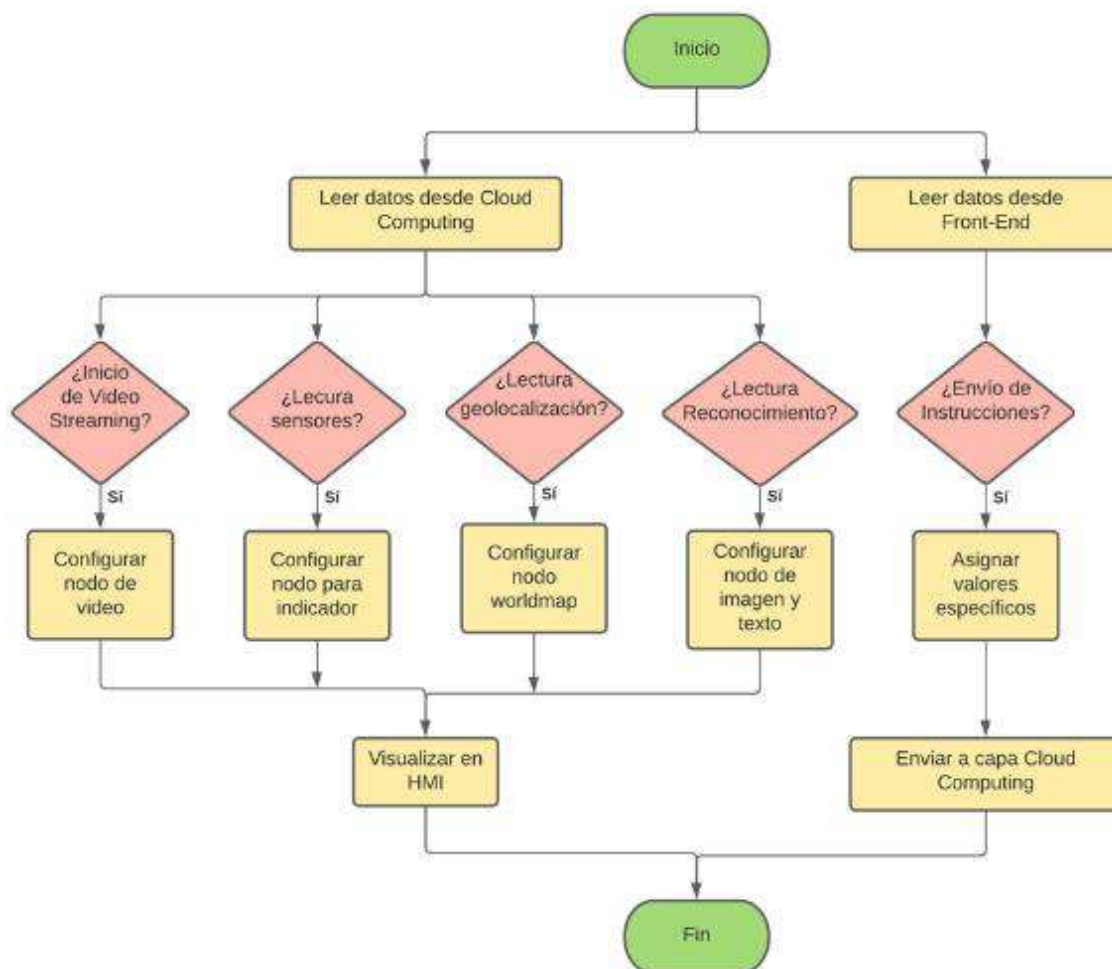 Inicio
Leer datos desde Cloud
Computing
Leer datos desde
Front-End
¿Inicio
de Video
Streaming?
¿Lecura
sensores?
¿Lectura
geolocalización?
¿Lectura
Reconocimiento?
¿Envío de
Instrucciones?
Sí
Sí
Sí
Sí
Sí
Configurar
nodo de
video
Configurar
nodo para
indicador
Configurar
nodo
worldmap
Configurar
nodo de
imagen y
texto
Asignar
valores
específicos
Visualizar en
HMI
Enviar a capa Cloud
Computing
Fin